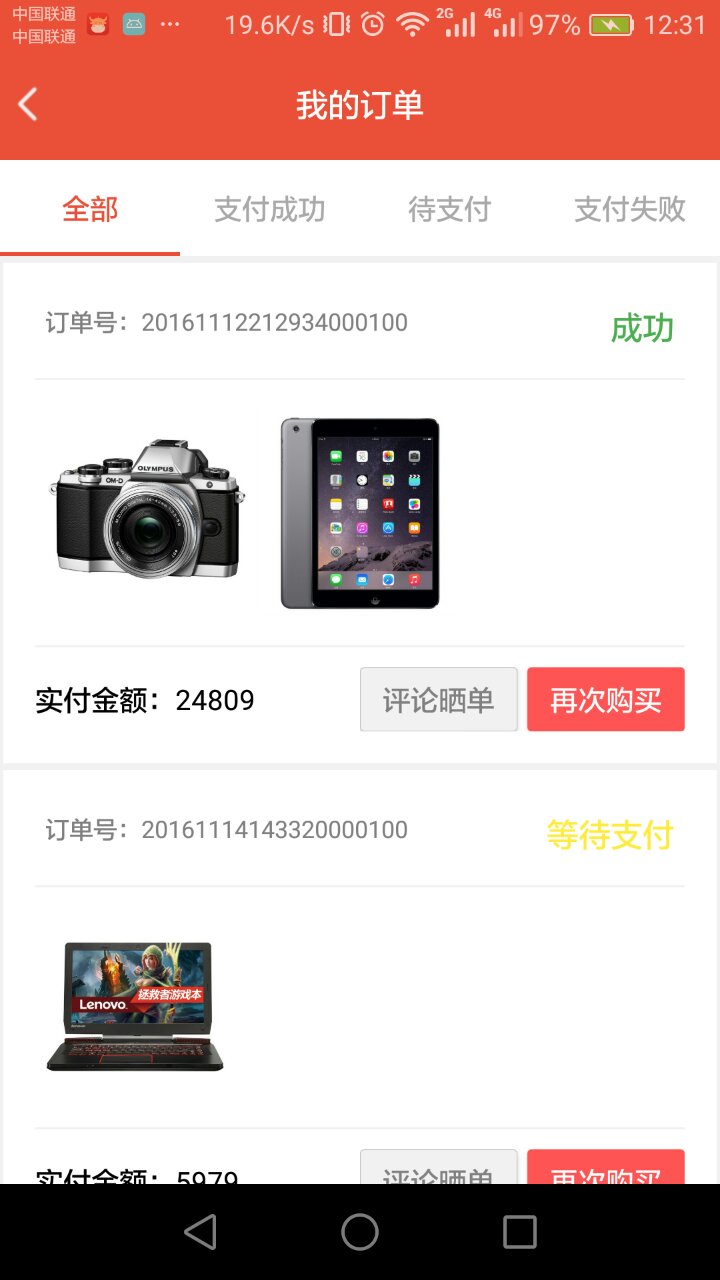 中国联通
中国联通
19.6K/s 2G 4G 97% 12:31
我的订单
全部 支付成功 待支付 支付失败
订单号：20161112212934000100 成功
OLYMPUS
OM-D
实付金额：24809 评论晒单 再次购买
订单号：20161114143320000100 等待支付
Lenovo 拯救者游戏本
实付金额：5979 评论晒单 再次购买